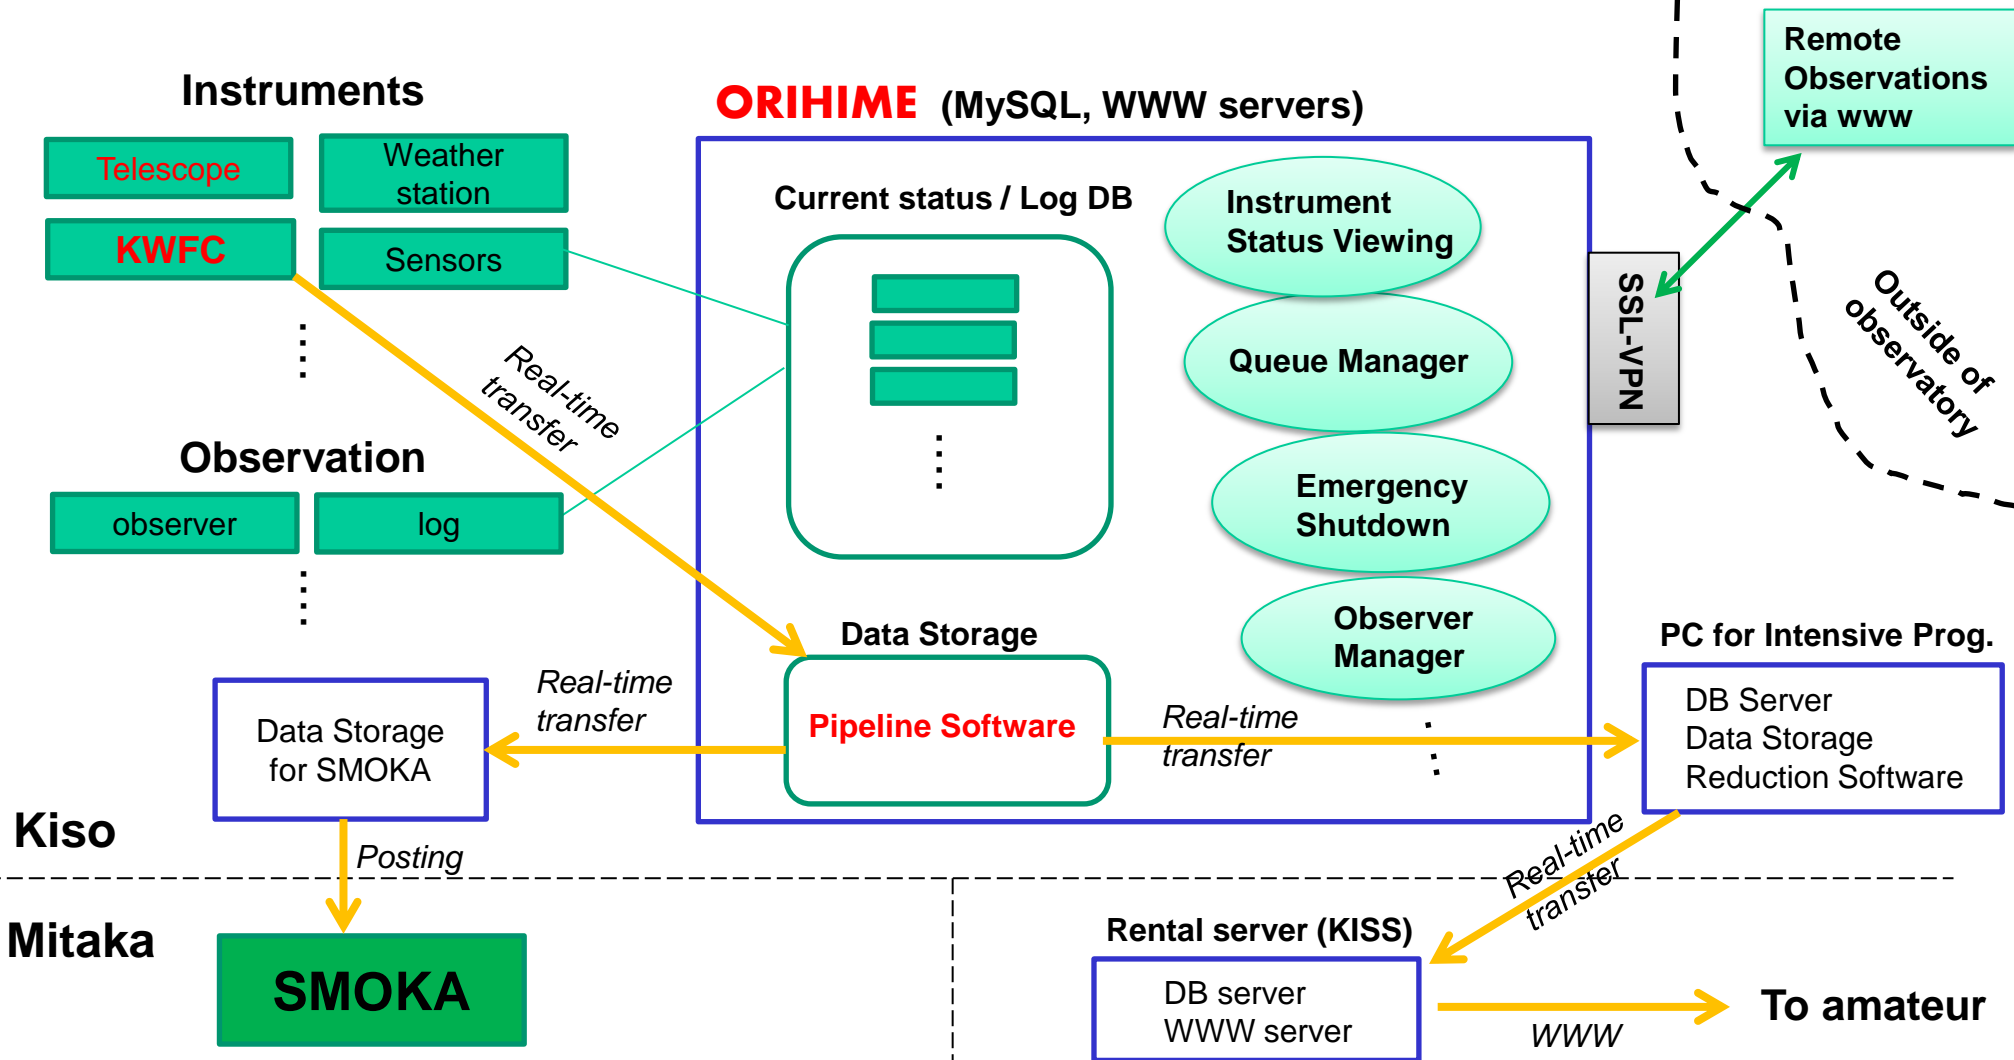 Instruments
Telescope
Weather
station
KWFC
Sensors
Real-time
transfer
Observation
observer
log
ORIHIME (MySQL, WWW servers)
Current status / Log DB
Instrument
Status Viewing
Queue Manager
Emergency
Shutdown
Observer
Manager
SSL-VPN
Remote
Observations
via www
Outside of
observatory
Data Storage
Pipeline Software
Real-time
transfer
Data Storage
for SMOKA
Real-time
transfer
PC for Intensive Prog.
DB Server
Data Storage
Reduction Software
Kiso
Posting
Real-time
transfer
Mitaka
SMOKA
Rental server (KISS)
DB server
WWW server
WWW
To amateur